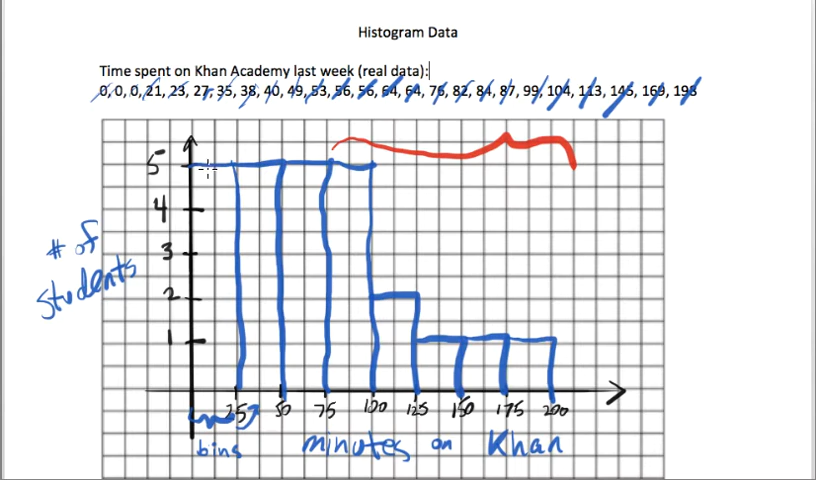 Histogram Data
Time spent on Khan Academy last week (real data):
0, 0, 0, 21, 23, 27, 35, 38, 40, 49, 53, 56, 56, 64, 64, 76, 82, 84, 87, 99, 104, 113, 145, 169, 198
5
4
3
2
1
# of
students
25 50 75 100 125 150 175 200
bins minutes on Khan